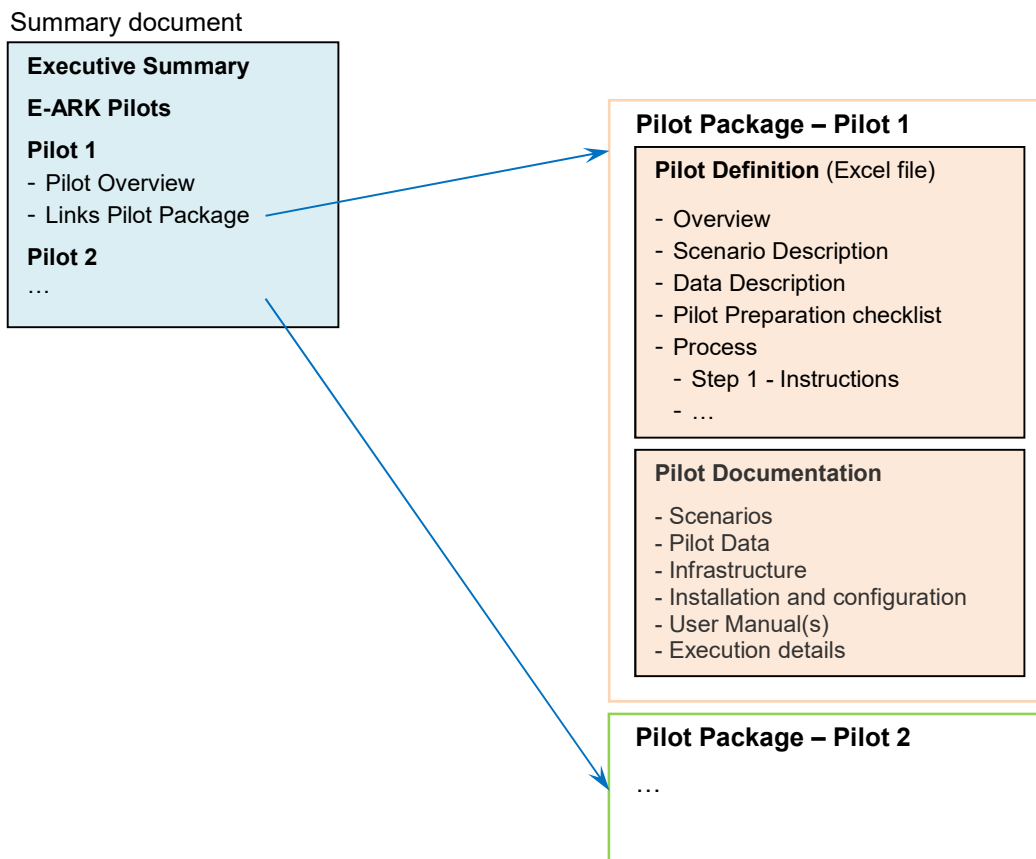 Summary document
Executive Summary
E-ARK Pilots
Pilot 1
- Pilot Overview
- Links Pilot Package
Pilot 2
…
Pilot Package – Pilot 1
Pilot Definition (Excel file)
- Overview
- Scenario Description
- Data Description
- Pilot Preparation checklist
- Process
- Step 1 - Instructions
- …
Pilot Documentation
- Scenarios
- Pilot Data
- Infrastructure
- Installation and configuration
- User Manual(s)
- Execution details
Pilot Package – Pilot 2
…